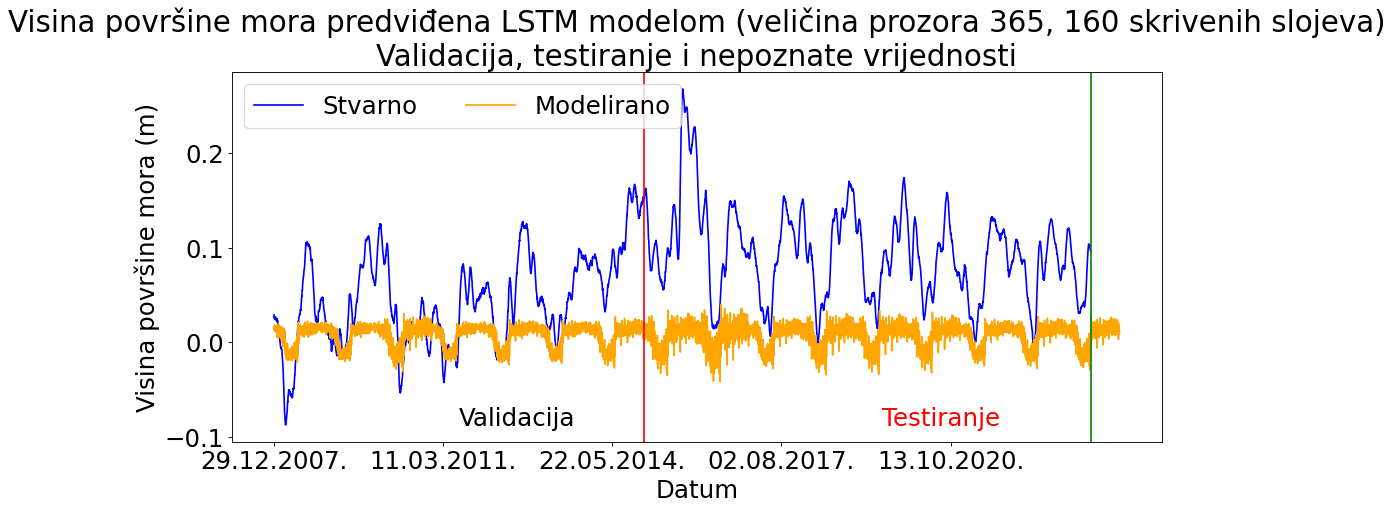 Visina površine mora predviđena LSTM modelom (veličina prozora 365, 160 skrivenih slojeva)
Validacija, testiranje i nepoznate vrijednosti
Stvarno
Modelirano
Visina površine mora (m)
0.2
0.1
0.0
−0.1
Validacija
Testiranje
29.12.2007.
11.03.2011.
22.05.2014.
02.08.2017.
13.10.2020.
Datum